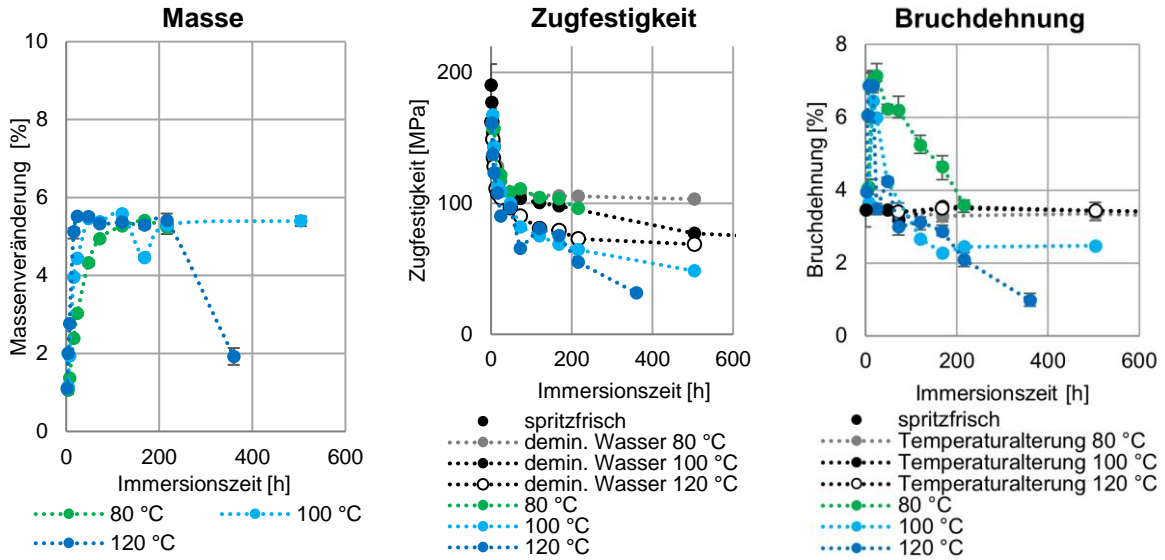 Masse
Massenveränderung [%]
10
8
6
4
2
0
0 200 400 600
Immersionszeit [h]
80 °C
100 °C
120 °C
Zugfestigkeit
Zugfestigkeit [MPa]
200
100
0
0 200 400 600
Immersionszeit [h]
spritzfrisch
demin. Wasser 80 °C
demin. Wasser 100 °C
demin. Wasser 120 °C
80 °C
100 °C
120 °C
Bruchdehnung
Bruchdehnung [%]
8
6
4
2
0
0 200 400 600
Immersionszeit [h]
spritzfrisch
Temperaturalterung 80 °C
Temperaturalterung 100 °C
Temperaturalterung 120 °C
80 °C
100 °C
120 °C